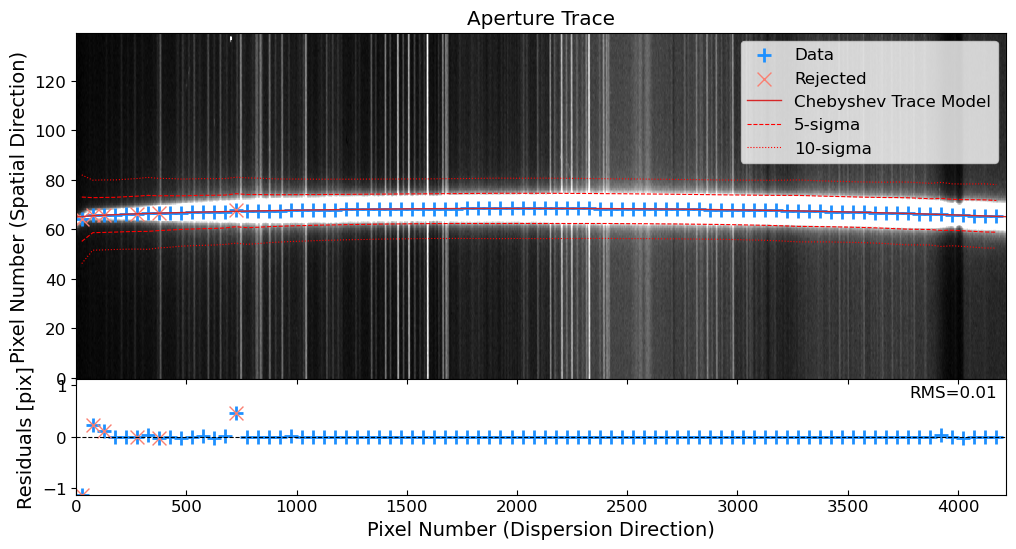 Aperture Trace
Pixel Number (Spatial Direction)
120
100
80
60
40
20
0
Data
Rejected
Chebyshev Trace Model
5-sigma
10-sigma
Residuals [pix]
1
0
−1
RMS=0.01
0
500
1000
1500
2000
2500
3000
3500
4000
Pixel Number (Dispersion Direction)